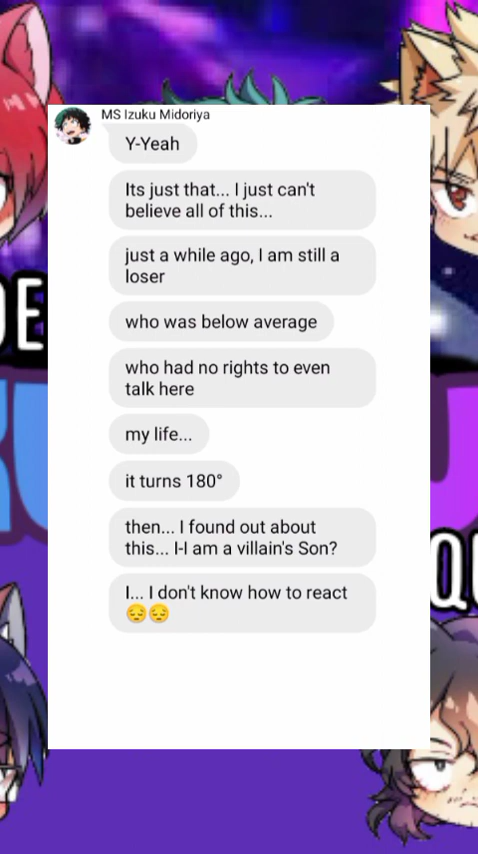 MS Izuku Midoriya
Y-Yeah
Its just that... I just can't
believe all of this...
just a while ago, I am still a
loser
who was below average
who had no rights to even
talk here
my life...
it turns 180°
then... I found out about
this... I-I am a villain's Son?
I... I don't know how to react
😔😔